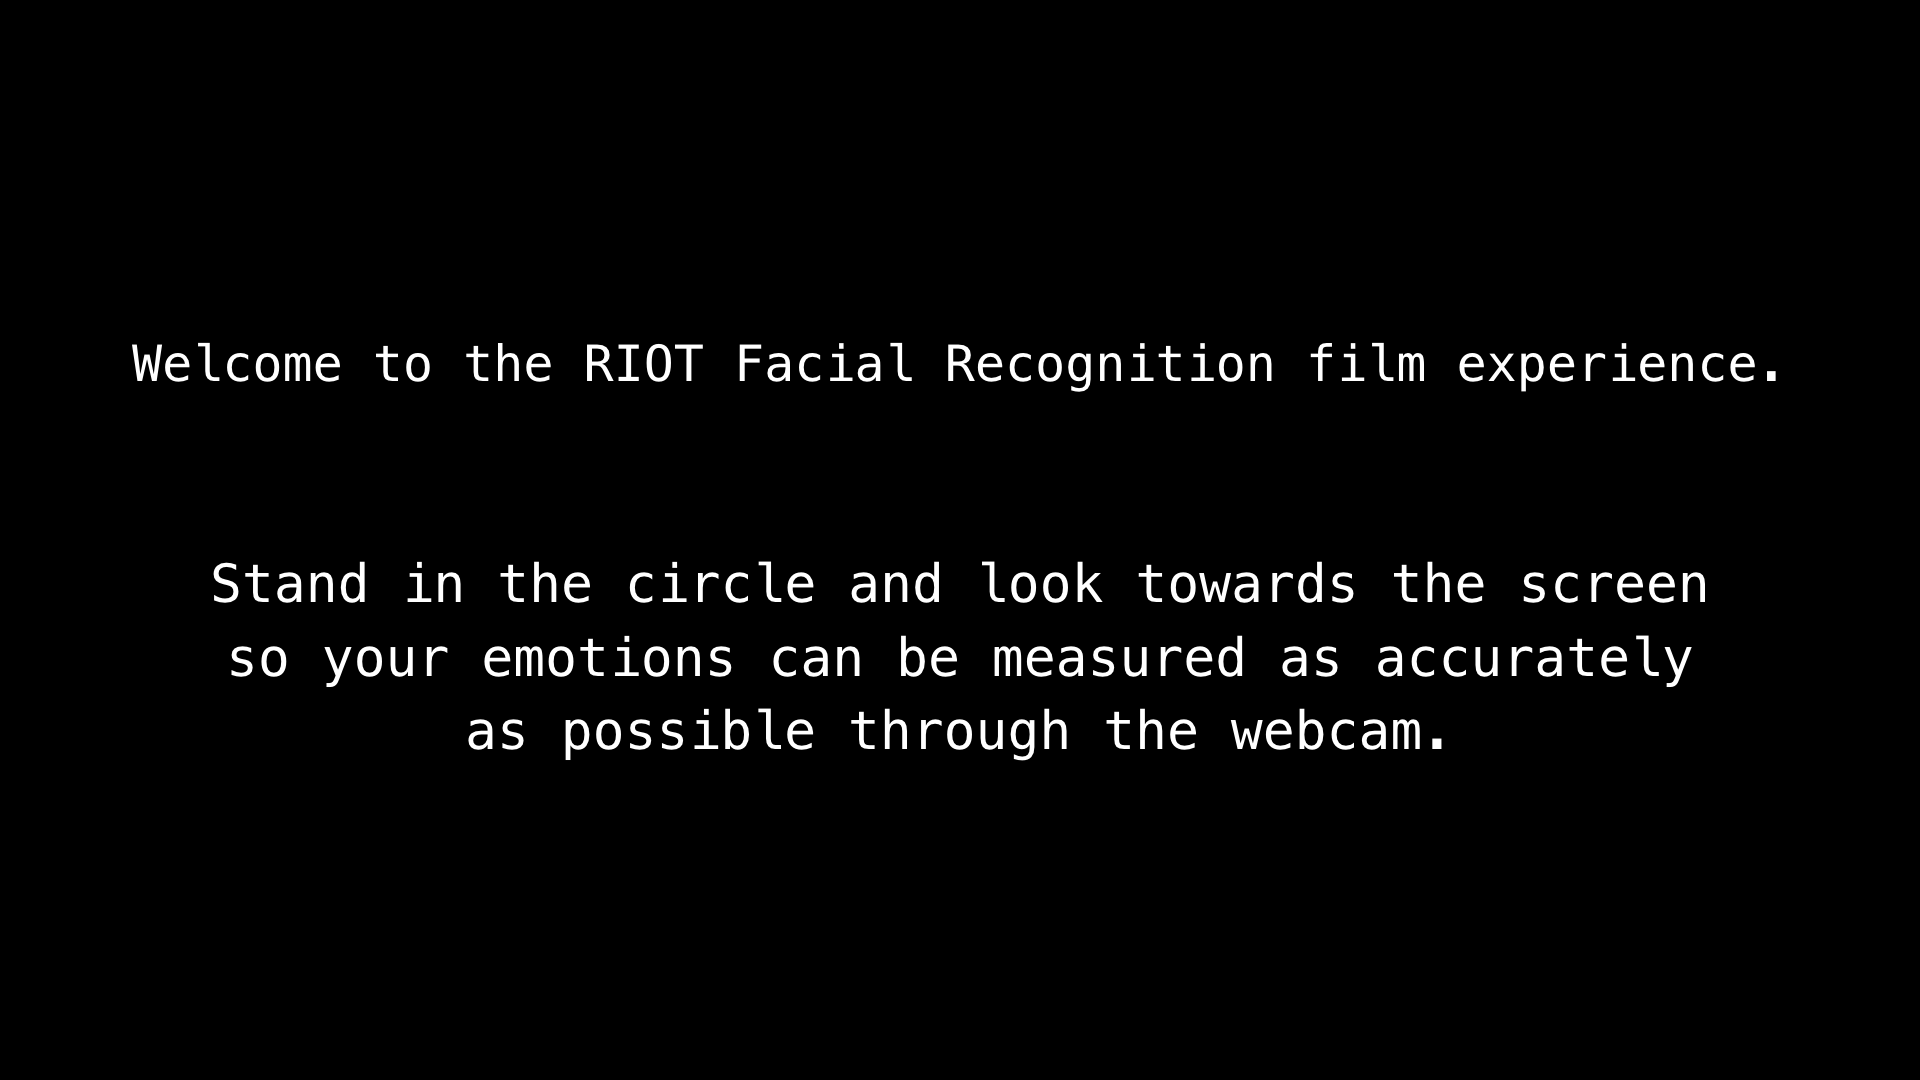 Welcome to the RIOT Facial Recognition film experience.
Stand in the circle and look towards the screen
so your emotions can be measured as accurately
as possible through the webcam.